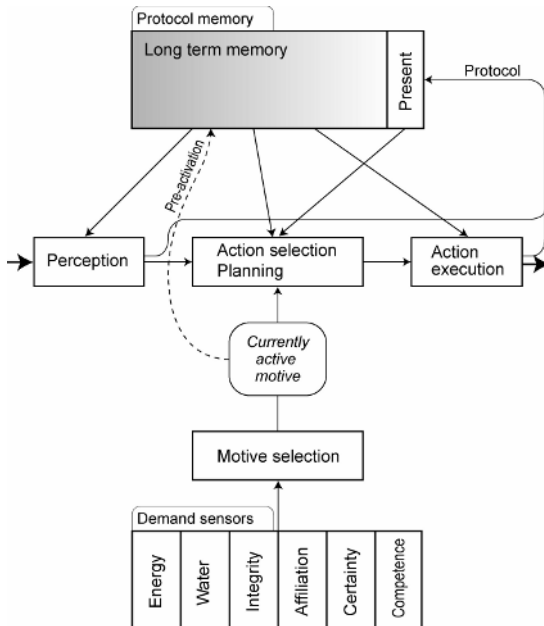 Protocol memory
Long term memory
Present
Protocol
Pre-activation
Perception
Action selection
Planning
Action
execution
Currently
active
motive
Motive selection
Demand sensors
Energy
Water
Integrity
Affiliation
Certainty
Competence